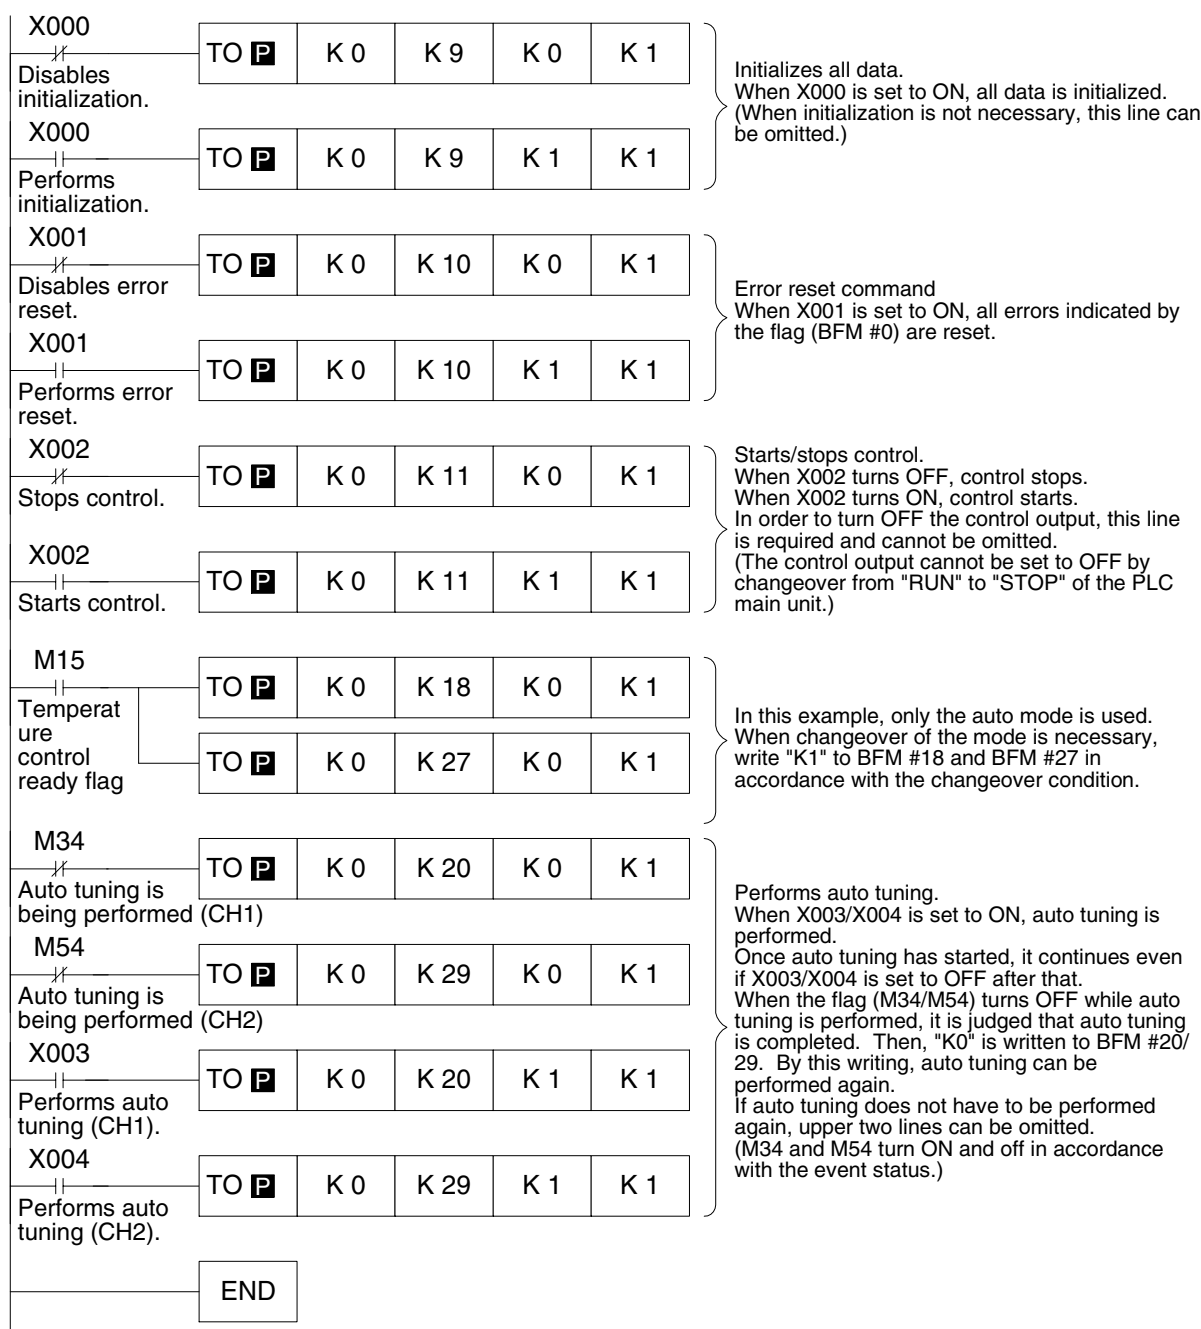 X000
TO P K 0 K 9 K 0 K 1
Disables
initialization.
X000
TO P K 0 K 9 K 1 K 1
Performs
initialization.
Initializes all data.
When X000 is set to ON, all data is initialized.
(When initialization is not necessary, this line can
be omitted.)
X001
TO P K 0 K 10 K 0 K 1
Disables error
reset.
X001
TO P K 0 K 10 K 1 K 1
Performs error
reset.
Error reset command
When X001 is set to ON, all errors indicated by
the flag (BFM #0) are reset.
X002
TO P K 0 K 11 K 0 K 1
Stops control.
X002
TO P K 0 K 11 K 1 K 1
Starts control.
Starts/stops control.
When X002 turns OFF, control stops.
When X002 turns ON, control starts.
In order to turn OFF the control output, this line
is required and cannot be omitted.
(The control output cannot be set to OFF by
changeover from "RUN" to "STOP" of the PLC
main unit.)
M15
TO P K 0 K 18 K 0 K 1
Temperat
ure
control
ready flag
TO P K 0 K 27 K 0 K 1
In this example, only the auto mode is used.
When changeover of the mode is necessary,
write "K1" to BFM #18 and BFM #27 in
accordance with the changeover condition.
M34
TO P K 0 K 20 K 0 K 1
Auto tuning is
being performed (CH1)
M54
TO P K 0 K 29 K 0 K 1
Auto tuning is
being performed (CH2)
X003
TO P K 0 K 20 K 1 K 1
Performs auto
tuning (CH1).
X004
TO P K 0 K 29 K 1 K 1
Performs auto
tuning (CH2).
Performs auto tuning.
When X003/X004 is set to ON, auto tuning is
performed.
Once auto tuning has started, it continues even
if X003/X004 is set to OFF after that.
When the flag (M34/M54) turns OFF while auto
tuning is performed, it is judged that auto tuning
is completed. Then, "K0" is written to BFM #20/
29. By this writing, auto tuning can be
performed again.
If auto tuning does not have to be performed
again, upper two lines can be omitted.
(M34 and M54 turn ON and off in accordance
with the event status.)
END